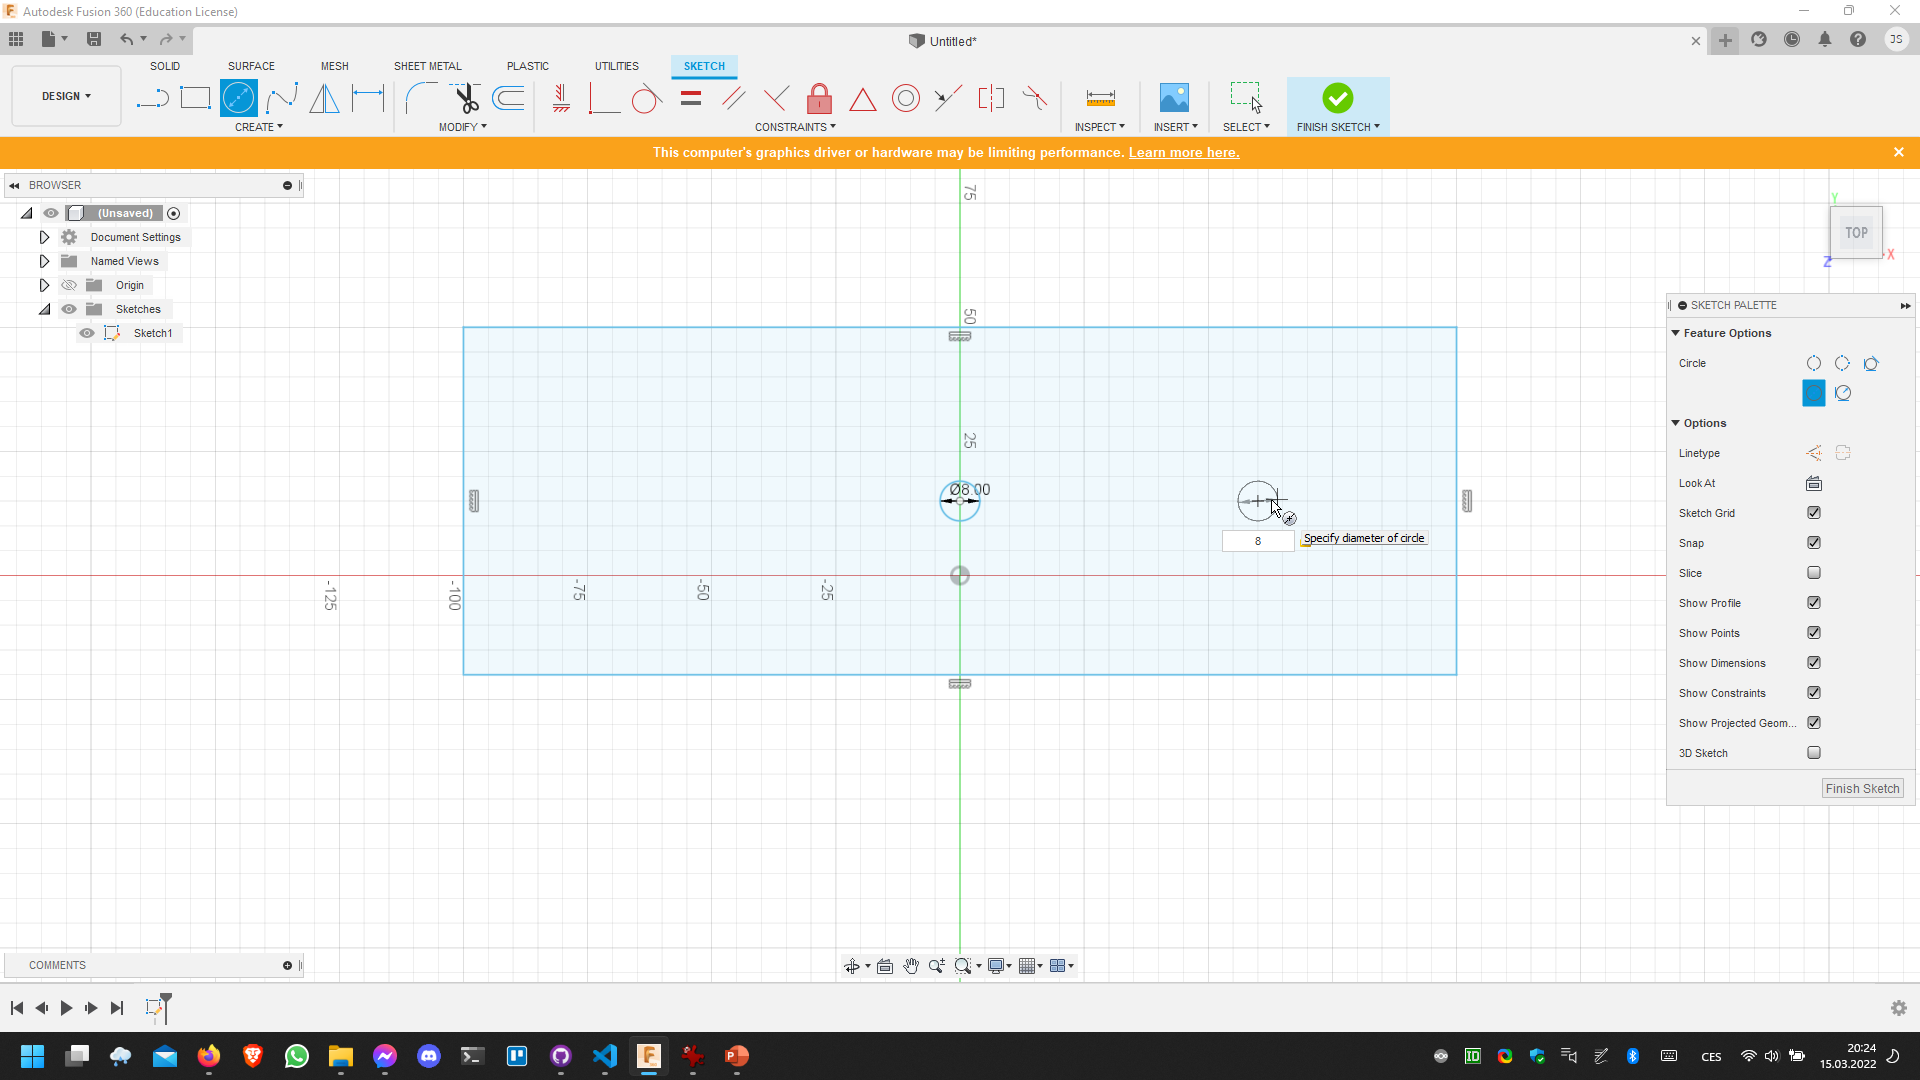 Autodesk Fusion 360 (Education License)
Untitled*
JS
SOLID SURFACE MESH SHEET METAL PLASTIC UTILITIES SKETCH
DESIGN
CREATE MODIFY CONSTRAINTS INSPECT INSERT SELECT FINISH SKETCH
This computer's graphics driver or hardware may be limiting performance. Learn more here.
BROWSER
(Unsaved)
Document Settings
Named Views
Origin
Sketches
Sketch1
75
50
25
Ø8.00
8
Specify diameter of circle
-125
-100
-75
-50
-25
Y
TOP
X
Z
SKETCH PALETTE
Feature Options
Circle
Options
Linetype
Look At
Sketch Grid
Snap
Slice
Show Profile
Show Points
Show Dimensions
Show Constraints
Show Projected Geom...
3D Sketch
Finish Sketch
COMMENTS
ID
CES
20:24
15.03.2022